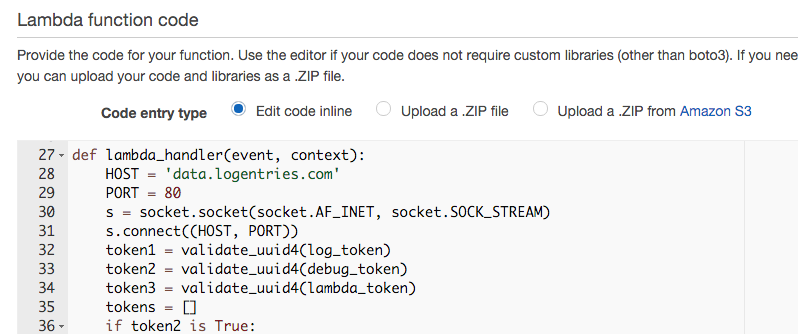 Lambda function code
Provide the code for your function. Use the editor if your code does not require custom libraries (other than boto3). If you nee
you can upload your code and libraries as a .ZIP file.
Code entry type Edit code inline Upload a .ZIP file Upload a .ZIP from Amazon S3
27 def lambda_handler(event, context):
28 HOST = 'data.logentries.com'
29 PORT = 80
30 s = socket.socket(socket.AF_INET, socket.SOCK_STREAM)
31 s.connect((HOST, PORT))
32 token1 = validate_uuid4(log_token)
33 token2 = validate_uuid4(debug_token)
34 token3 = validate_uuid4(lambda_token)
35 tokens = []
36 if token2 is True: